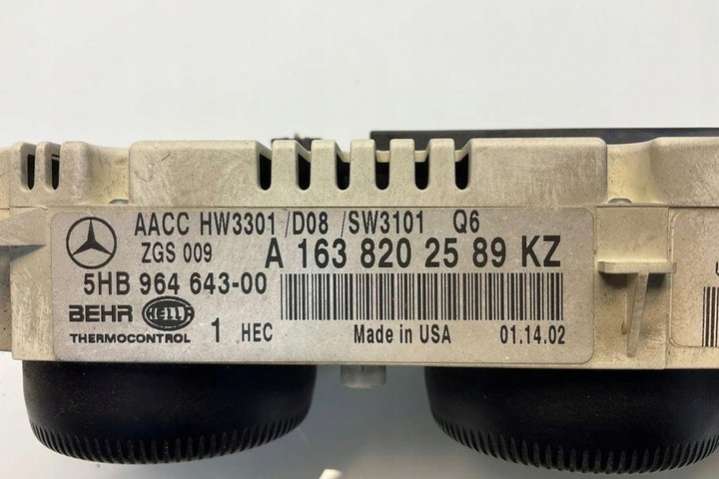 AACC HW3301 /D08 /SW3101 Q6
ZGS 009 A 163 820 25 89 KZ
5HB 964 643-00
BEHR HELLA
THERMOCONTROL 1 HEC Made in USA 01.14.02